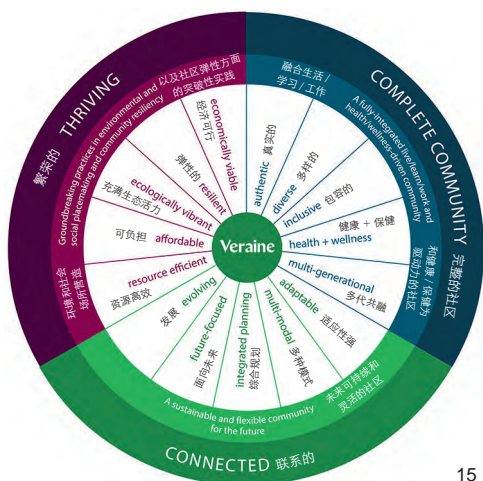 THRIVING 繁荣的
Groundbreaking practices in environmental and
social placemaking and community resiliency
环境和社会
场所营查
以及社区弹性方面
的突破性实践
economically viable
经济可行
resilient
弹性的
ecologically vibrant
充满生态活力
affordable
可负担
resource efficient
资源高效
COMPLETE COMMUNITY 完整的社区
A fully-integrated live/learn/work and
health/wellness-driven community
融合生活/
学习/工作
和健康 保健为
驱动力的社区
authentic 真实的
diverse 多样的
inclusive 包容的
health + wellness
健康 + 保健
multi-generational
多代共融
Veraine
adaptable
适应性强
multi-modal 多种模式
integrated planning
综合规划
future-focused
面向未来
evolving
发展
A sustainable and flexible community
for the future
未来可持续和
灵活的社区
CONNECTED 联系的
15